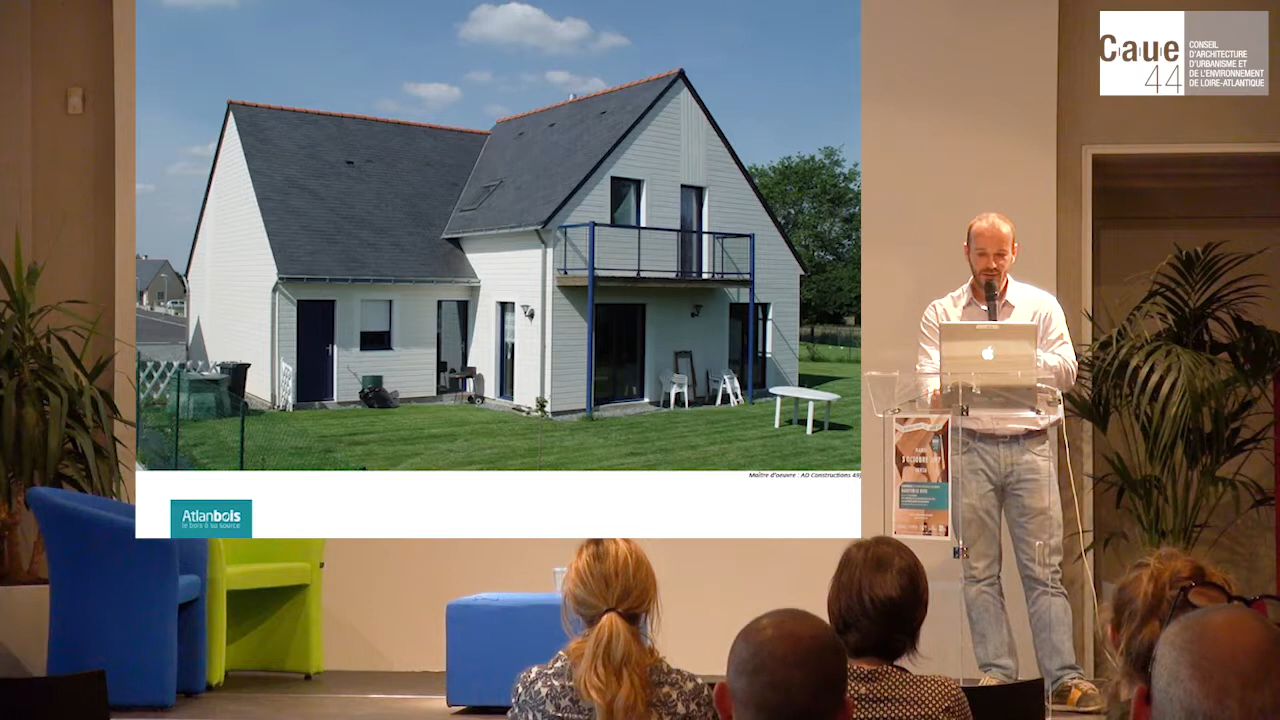 Caue
44
CONSEIL
D'ARCHITECTURE
D'URBANISME ET
DE L'ENVIRONNEMENT
DE LOIRE-ATLANTIQUE
Maître d'oeuvre : AD Constructions 49
Atlanbois
le bois à sa source
MARDI